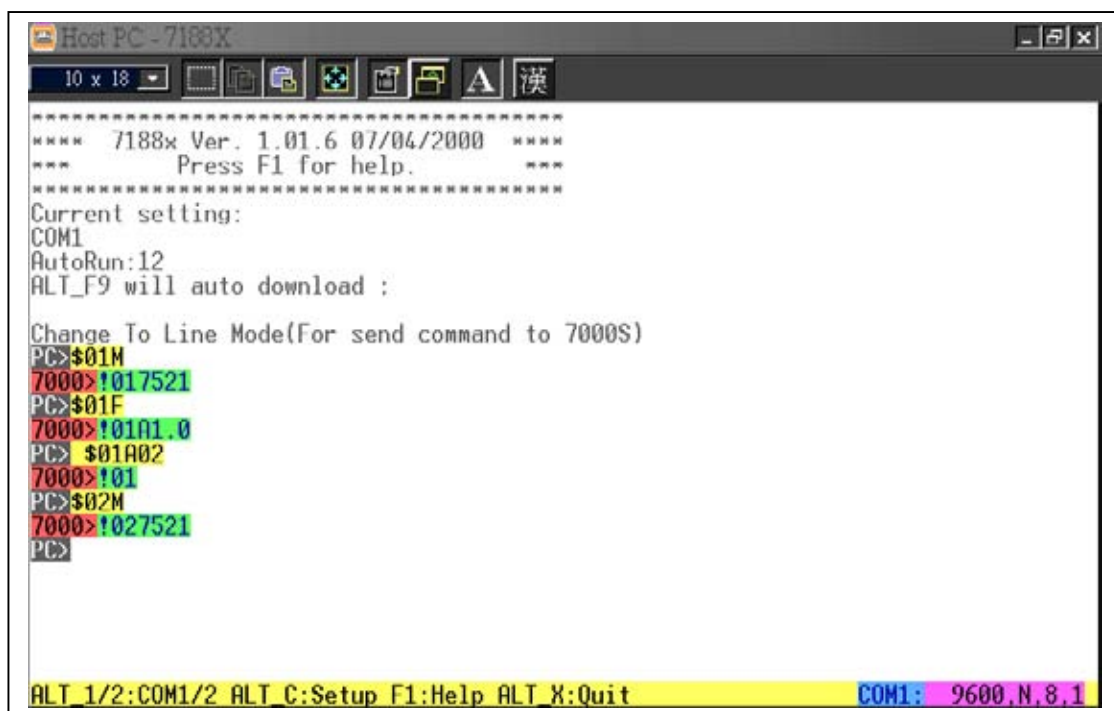 Host PC - 7188X
10 x 18 A 漢
****************************************
**** 7188x Ver. 1.01.6 07/04/2000 ****
*** Press F1 for help. ***
****************************************
Current setting:
COM1
AutoRun:12
ALT_F9 will auto download :
Change To Line Mode(For send command to 7000S)
PC>$01M
7000>!017521
PC>$01F
7000>!01A1.0
PC> $01A02
7000>!01
PC>$02M
7000>!027521
PC>
ALT_1/2:COM1/2 ALT_C:Setup F1:Help ALT_X:Quit COM1: 9600,N,8,1